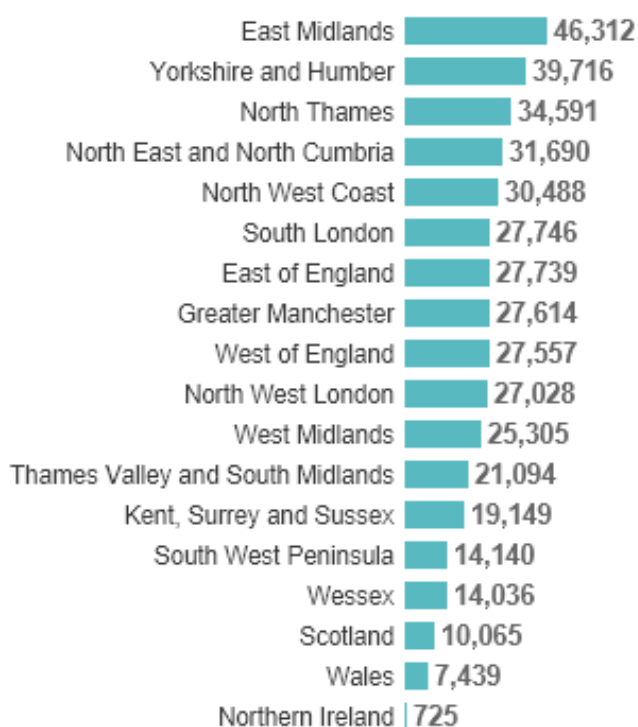 East Midlands 46,312
Yorkshire and Humber 39,716
North Thames 34,591
North East and North Cumbria 31,690
North West Coast 30,488
South London 27,746
East of England 27,739
Greater Manchester 27,614
West of England 27,557
North West London 27,028
West Midlands 25,305
Thames Valley and South Midlands 21,094
Kent, Surrey and Sussex 19,149
South West Peninsula 14,140
Wessex 14,036
Scotland 10,065
Wales 7,439
Northern Ireland 725